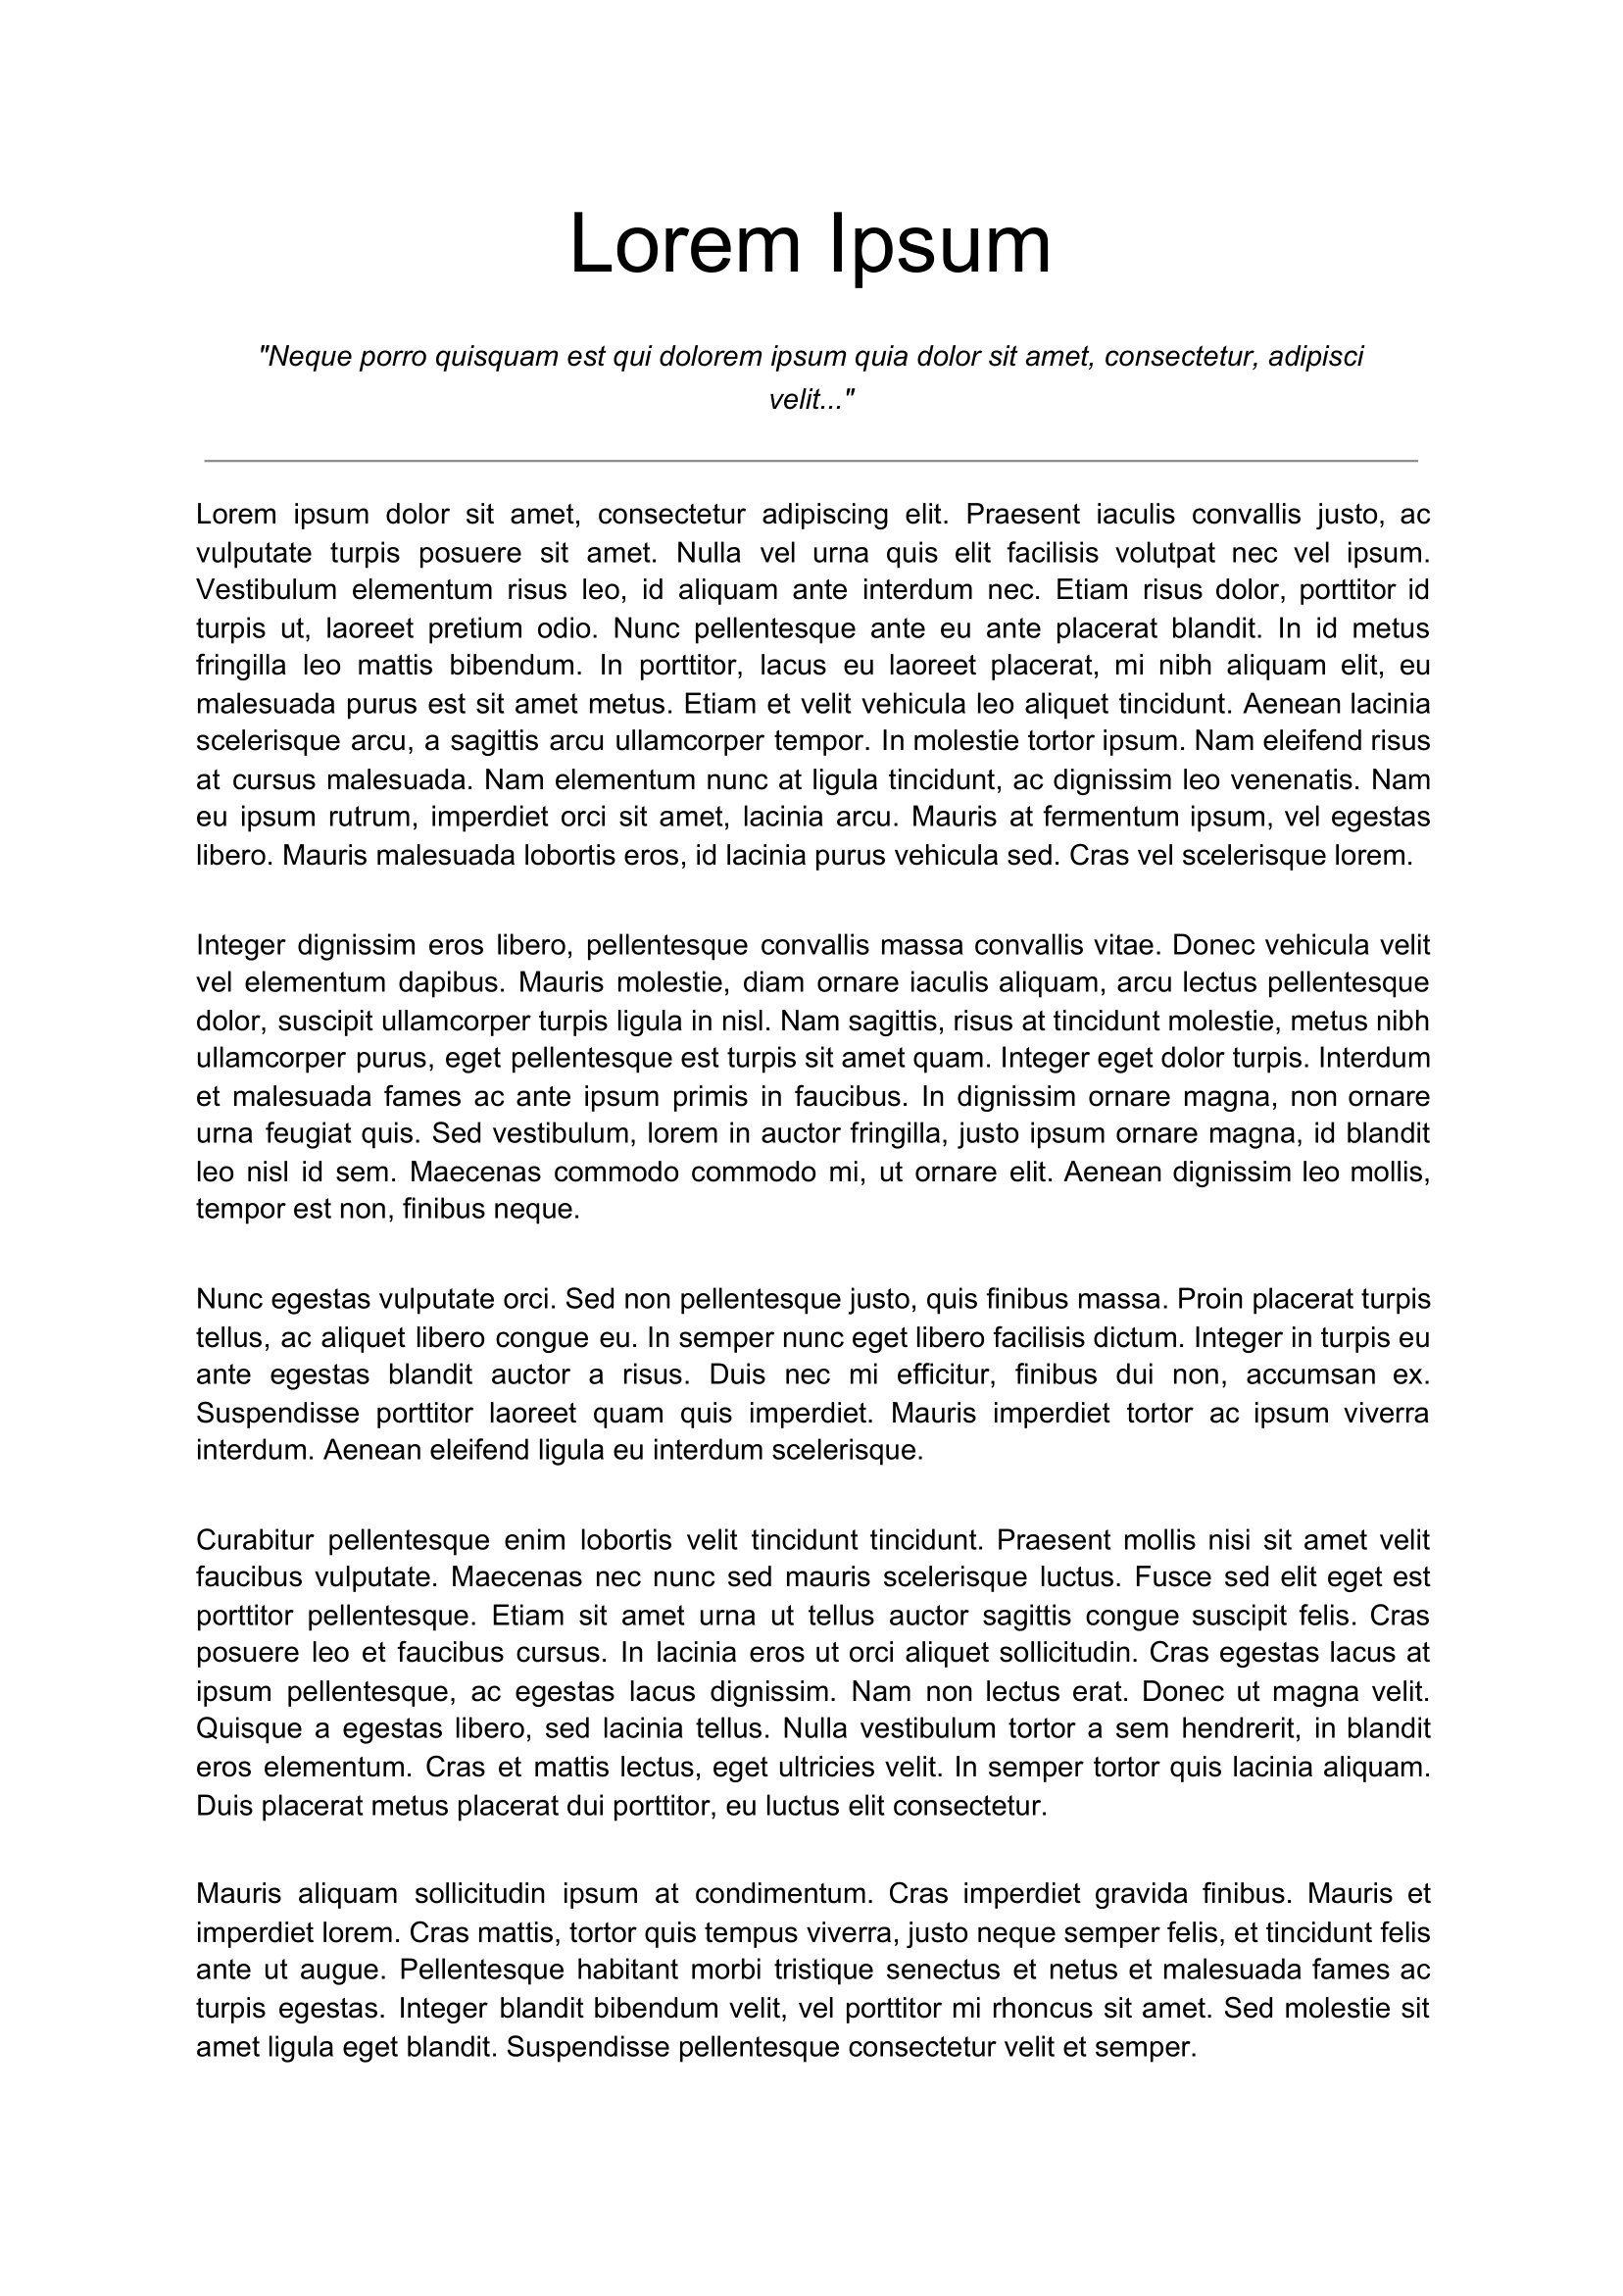 Lorem Ipsum
"Neque porro quisquam est qui dolorem ipsum quia dolor sit amet, consectetur, adipisci
velit..."
Lorem ipsum dolor sit amet, consectetur adipiscing elit. Praesent iaculis convallis justo, ac
vulputate turpis posuere sit amet. Nulla vel urna quis elit facilisis volutpat nec vel ipsum.
Vestibulum elementum risus leo, id aliquam ante interdum nec. Etiam risus dolor, porttitor id
turpis ut, laoreet pretium odio. Nunc pellentesque ante eu ante placerat blandit. In id metus
fringilla leo mattis bibendum. In porttitor, lacus eu laoreet placerat, mi nibh aliquam elit, eu
malesuada purus est sit amet metus. Etiam et velit vehicula leo aliquet tincidunt. Aenean lacinia
scelerisque arcu, a sagittis arcu ullamcorper tempor. In molestie tortor ipsum. Nam eleifend risus
at cursus malesuada. Nam elementum nunc at ligula tincidunt, ac dignissim leo venenatis. Nam
eu ipsum rutrum, imperdiet orci sit amet, lacinia arcu. Mauris at fermentum ipsum, vel egestas
libero. Mauris malesuada lobortis eros, id lacinia purus vehicula sed. Cras vel scelerisque lorem.
Integer dignissim eros libero, pellentesque convallis massa convallis vitae. Donec vehicula velit
vel elementum dapibus. Mauris molestie, diam ornare iaculis aliquam, arcu lectus pellentesque
dolor, suscipit ullamcorper turpis ligula in nisl. Nam sagittis, risus at tincidunt molestie, metus nibh
ullamcorper purus, eget pellentesque est turpis sit amet quam. Integer eget dolor turpis. Interdum
et malesuada fames ac ante ipsum primis in faucibus. In dignissim ornare magna, non ornare
urna feugiat quis. Sed vestibulum, lorem in auctor fringilla, justo ipsum ornare magna, id blandit
leo nisl id sem. Maecenas commodo commodo mi, ut ornare elit. Aenean dignissim leo mollis,
tempor est non, finibus neque.
Nunc egestas vulputate orci. Sed non pellentesque justo, quis finibus massa. Proin placerat turpis
tellus, ac aliquet libero congue eu. In semper nunc eget libero facilisis dictum. Integer in turpis eu
ante egestas blandit auctor a risus. Duis nec mi efficitur, finibus dui non, accumsan ex.
Suspendisse porttitor laoreet quam quis imperdiet. Mauris imperdiet tortor ac ipsum viverra
interdum. Aenean eleifend ligula eu interdum scelerisque.
Curabitur pellentesque enim lobortis velit tincidunt tincidunt. Praesent mollis nisi sit amet velit
faucibus vulputate. Maecenas nec nunc sed mauris scelerisque luctus. Fusce sed elit eget est
porttitor pellentesque. Etiam sit amet urna ut tellus auctor sagittis congue suscipit felis. Cras
posuere leo et faucibus cursus. In lacinia eros ut orci aliquet sollicitudin. Cras egestas lacus at
ipsum pellentesque, ac egestas lacus dignissim. Nam non lectus erat. Donec ut magna velit.
Quisque a egestas libero, sed lacinia tellus. Nulla vestibulum tortor a sem hendrerit, in blandit
eros elementum. Cras et mattis lectus, eget ultricies velit. In semper tortor quis lacinia aliquam.
Duis placerat metus placerat dui porttitor, eu luctus elit consectetur.
Mauris aliquam sollicitudin ipsum at condimentum. Cras imperdiet gravida finibus. Mauris et
imperdiet lorem. Cras mattis, tortor quis tempus viverra, justo neque semper felis, et tincidunt felis
ante ut augue. Pellentesque habitant morbi tristique senectus et netus et malesuada fames ac
turpis egestas. Integer blandit bibendum velit, vel porttitor mi rhoncus sit amet. Sed molestie sit
amet ligula eget blandit. Suspendisse pellentesque consectetur velit et semper.